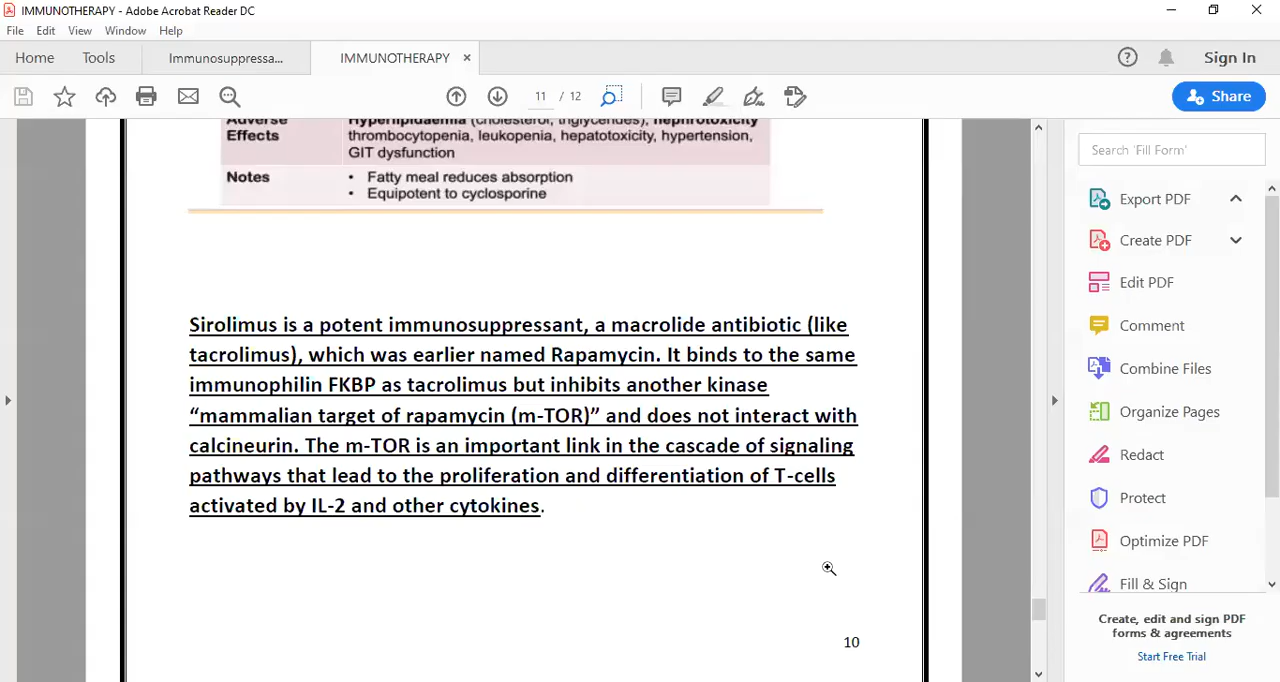 IMMUNOTHERAPY - Adobe Acrobat Reader DC
File Edit View Window Help
Home Tools Immunosuppressa... IMMUNOTHERAPY × Sign In
11 / 12 Share
Adverse Hyperlipidaemia (cholesterol, triglycerides), nephrotoxicity
Effects thrombocytopenia, leukopenia, hepatotoxicity, hypertension,
GIT dysfunction
Notes • Fatty meal reduces absorption
• Equipotent to cyclosporine
Sirolimus is a potent immunosuppressant, a macrolide antibiotic (like
tacrolimus), which was earlier named Rapamycin. It binds to the same
immunophilin FKBP as tacrolimus but inhibits another kinase
“mammalian target of rapamycin (m-TOR)” and does not interact with
calcineurin. The m-TOR is an important link in the cascade of signaling
pathways that lead to the proliferation and differentiation of T-cells
activated by IL-2 and other cytokines.
10
Search 'Fill Form'
Export PDF
Create PDF
Edit PDF
Comment
Combine Files
Organize Pages
Redact
Protect
Optimize PDF
Fill & Sign
Create, edit and sign PDF
forms & agreements
Start Free Trial